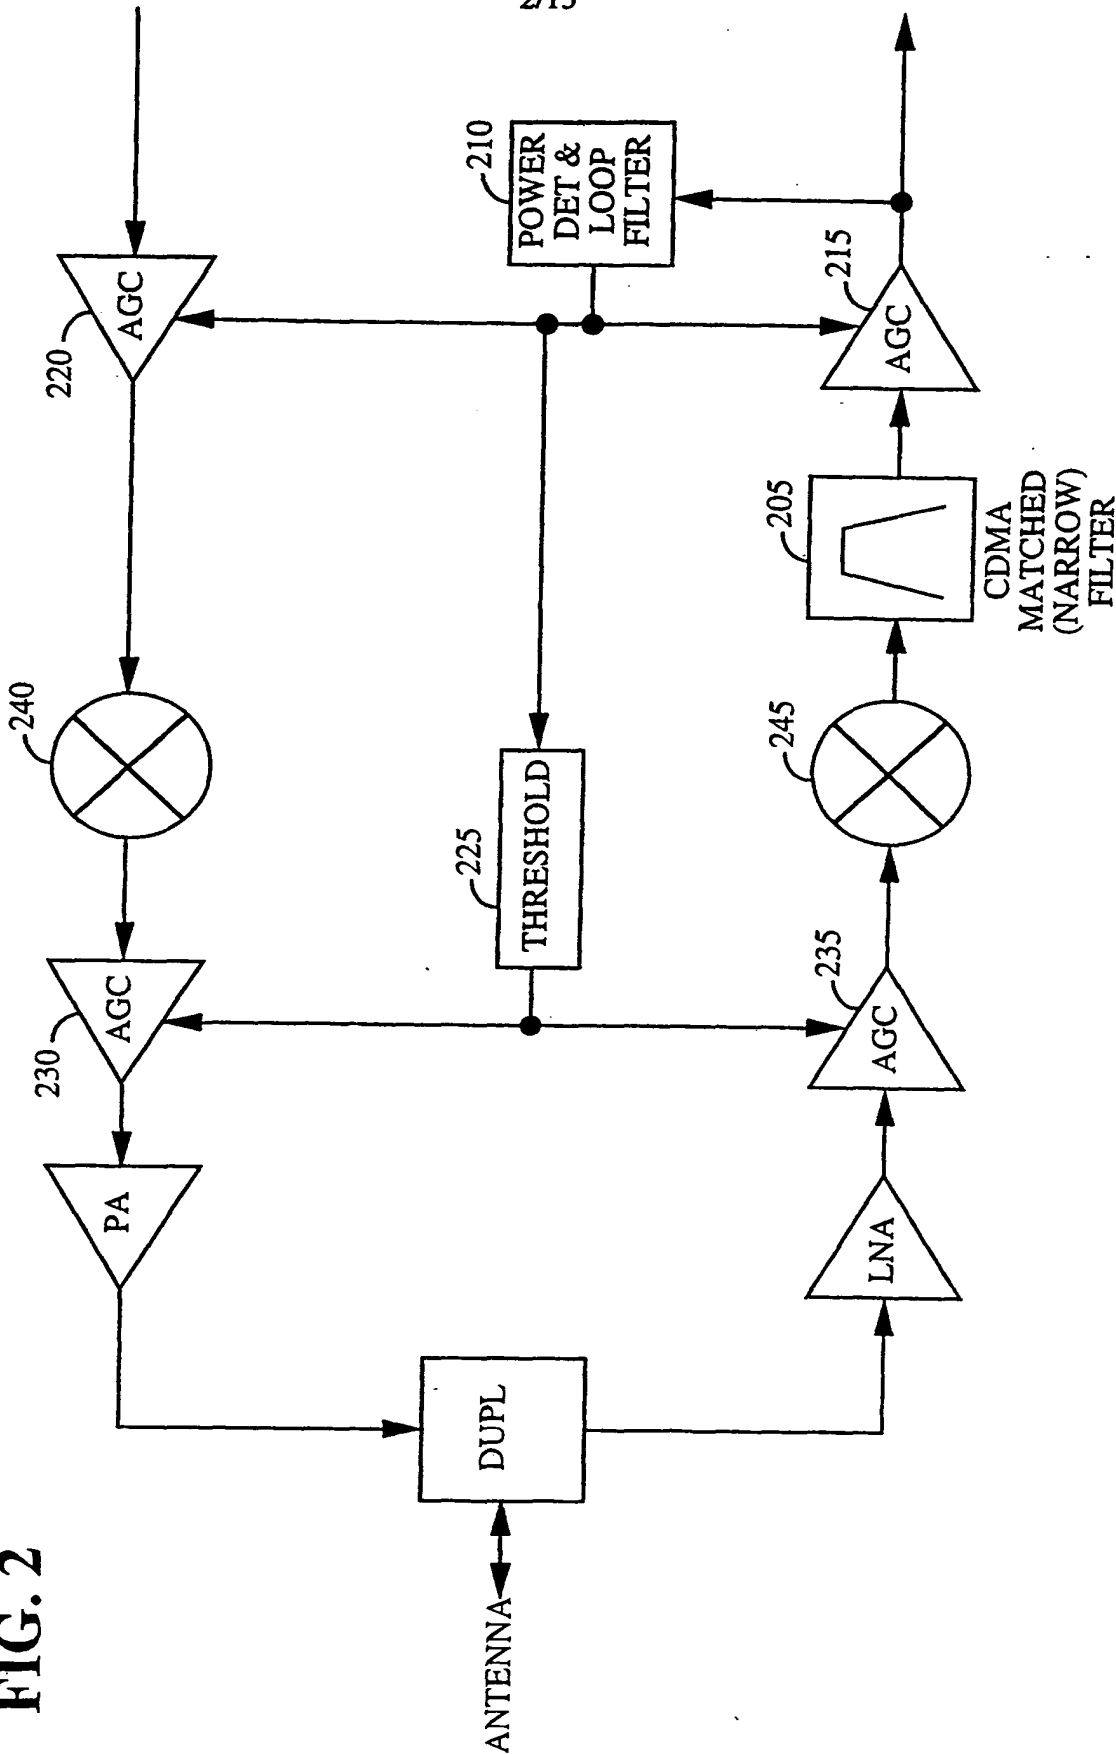 2/13
FIG. 2
220
AGC
240
230
AGC
PA
210
POWER
DET &
LOOP
FILTER
225
THRESHOLD
DUPL
ANTENNA
215
AGC
205
CDMA
MATCHED
(NARROW)
FILTER
245
235
AGC
LNA